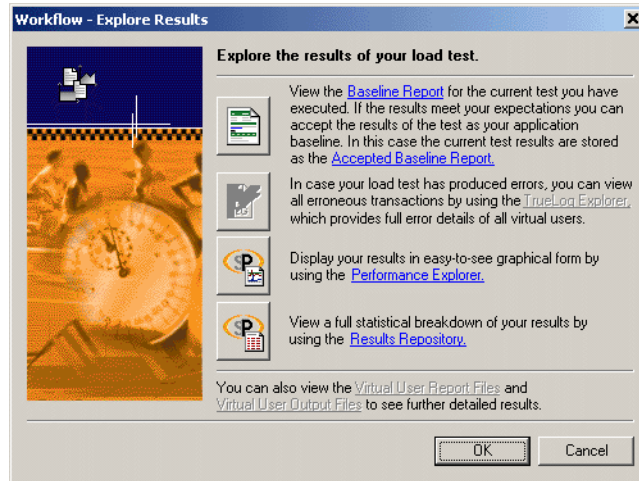 Workflow - Explore Results
Explore the results of your load test.
View the Baseline Report for the current test you have
executed. If the results meet your expectations you can
accept the results of the test as your application
baseline. In this case the current test results are stored
as the Accepted Baseline Report.
In case your load test has produced errors, you can view
all erroneous transactions by using the TrueLog Explorer,
which provides full error details of all virtual users.
Display your results in easy-to-see graphical form by
using the Performance Explorer.
View a full statistical breakdown of your results by
using the Results Repository.
You can also view the Virtual User Report Files and
Virtual User Output Files to see further detailed results.
OK
Cancel